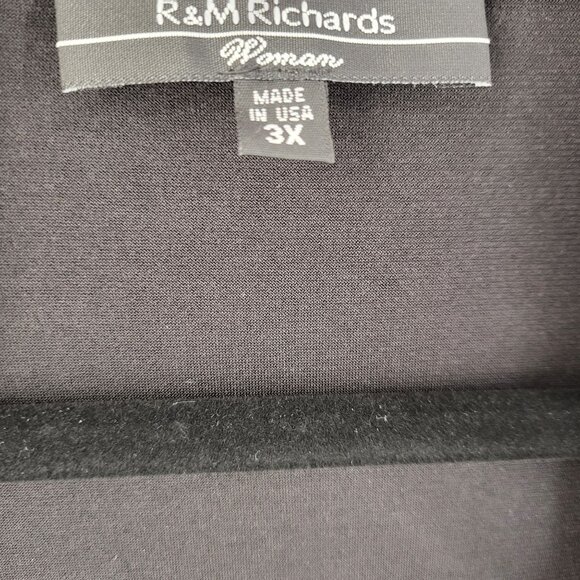 R&M Richards
Woman
MADE
IN USA
3X